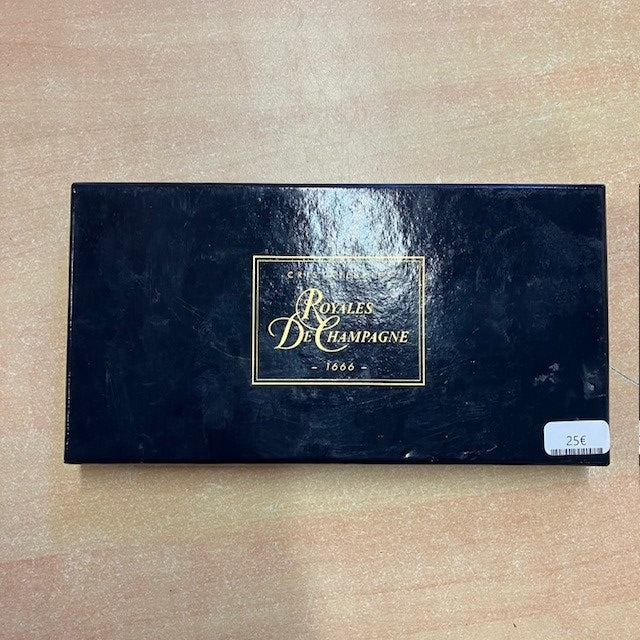 ROYALES
DE CHAMPAGNE
- 1666 -
25€